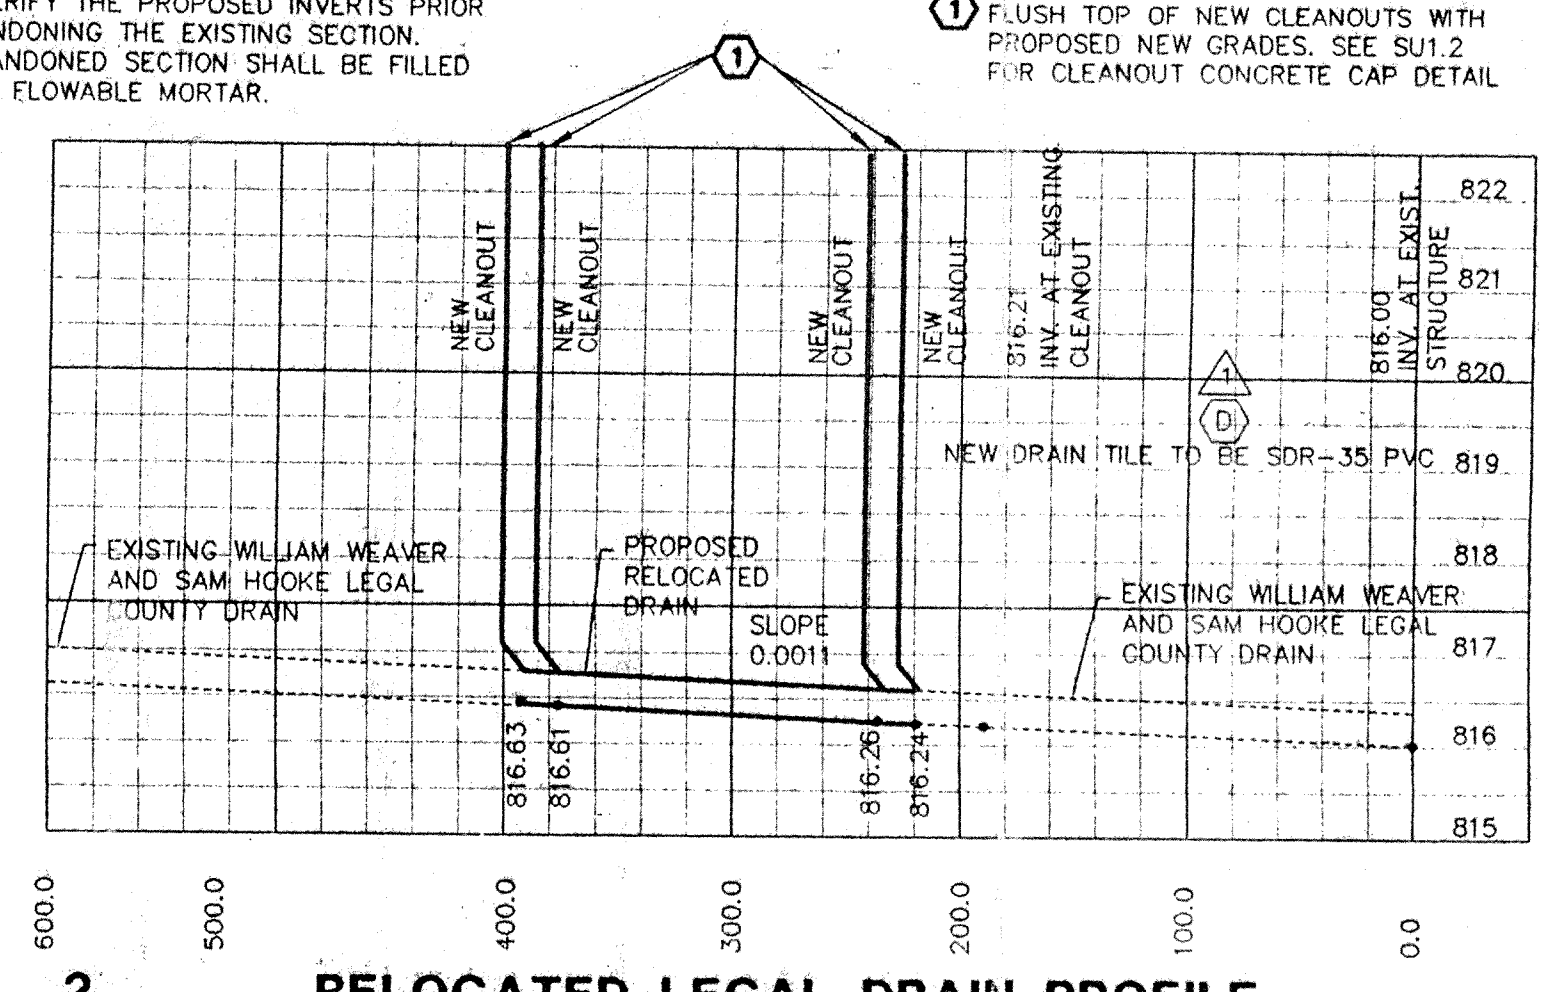 THE PROPOSED INVERTS PRIOR
THE EXISTING SECTION.
SECTION SHALL BE FILLED
FLOWABLE MORTAR.
1
1
FLUSH TOP OF NEW CLEANOUTS WITH
PROPOSED NEW GRADES. SEE SU1.2
FOR CLEANOUT CONCRETE CAP DETAIL
NEW
CLEANOUT
NEW
CLEANOUT
NEW
CLEANOUT
NEW
CLEANOUT
816.21
INV. AT EXISTING
CLEANOUT
816.00
INV. AT EXIST.
STRUCTURE
822
821
820
819
818
817
816
815
1
D
NEW DRAIN TILE TO BE SDR-35 PVC
EXISTING WILLIAM WEAVER
AND SAM HOOKE LEGAL
COUNTY DRAIN
PROPOSED
RELOCATED
DRAIN
SLOPE
0.0011
EXISTING WILLIAM WEAVER
AND SAM HOOKE LEGAL
COUNTY DRAIN
816.63
816.61
816.26
816.24
600.0
500.0
400.0
300.0
200.0
100.0
0.0
2
RELOCATED LEGAL DRAIN PROFILE